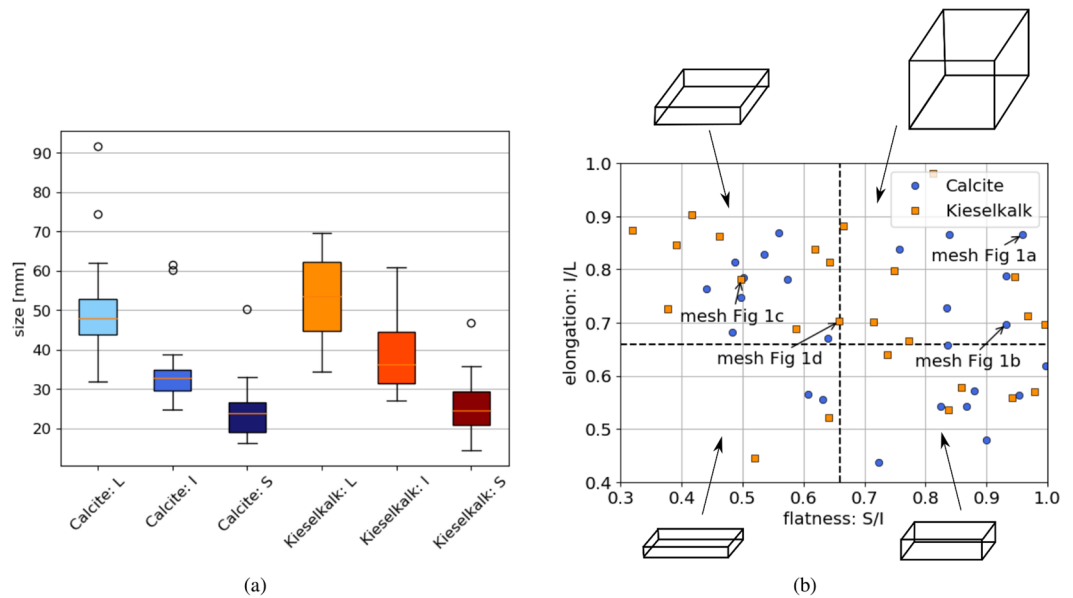 size [mm]
90
80
70
60
50
40
30
20
Calcite: L
Calcite: I
Calcite: S
Kieselkalk: L
Kieselkalk: I
Kieselkalk: S
(a)
elongation: I/L
1.0
0.9
0.8
0.7
0.6
0.5
0.4
Calcite
Kieselkalk
mesh Fig 1a
mesh Fig 1c
mesh Fig 1d
mesh Fig 1b
0.3 0.4 0.5 0.6 0.7 0.8 0.9 1.0
flatness: S/I
(b)